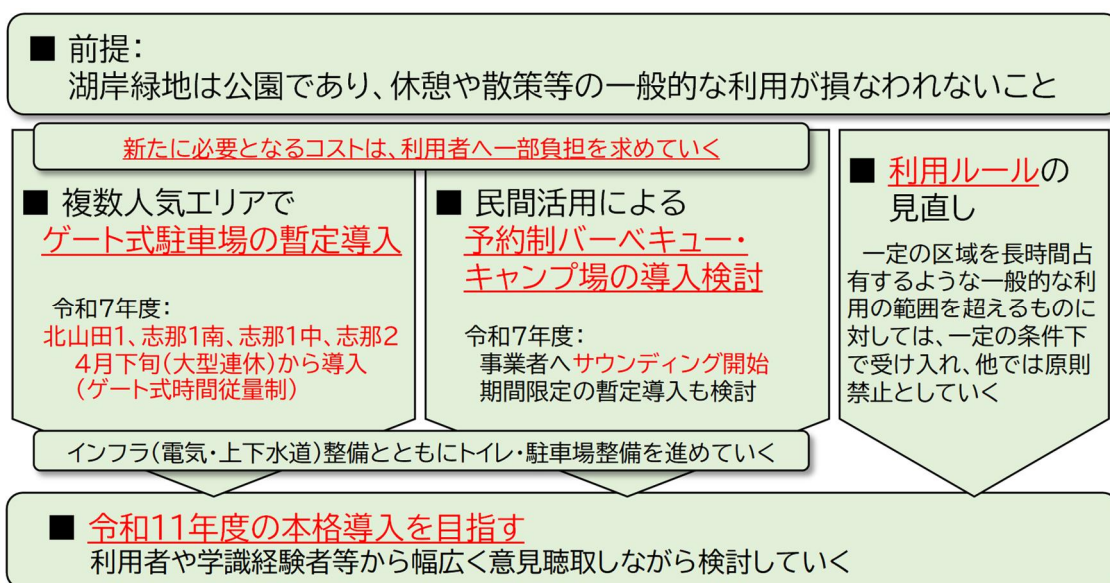 ■ 前提：
湖岸緑地は公園であり、休憩や散策等の一般的な利用が損なわれないこと
新たに必要となるコストは、利用者へ一部負担を求めていく
■ 複数人気エリアで
ゲート式駐車場の暫定導入
令和7年度：
北山田1、志那1南、志那1中、志那2
4月下旬(大型連休)から導入
(ゲート式時間従量制)
■ 民間活用による
予約制バーベキュー・
キャンプ場の導入検討
令和7年度：
事業者へサウンディング開始
期間限定の暫定導入も検討
■ 利用ルールの
見直し
一定の区域を長時間占
有するような一般的な利
用の範囲を超えるものに
対しては、一定の条件下
で受け入れ、他では原則
禁止としていく
インフラ(電気・上下水道)整備とともにトイレ・駐車場整備を進めていく
■ 令和11年度の本格導入を目指す
利用者や学識経験者等から幅広く意見聴取しながら検討していく